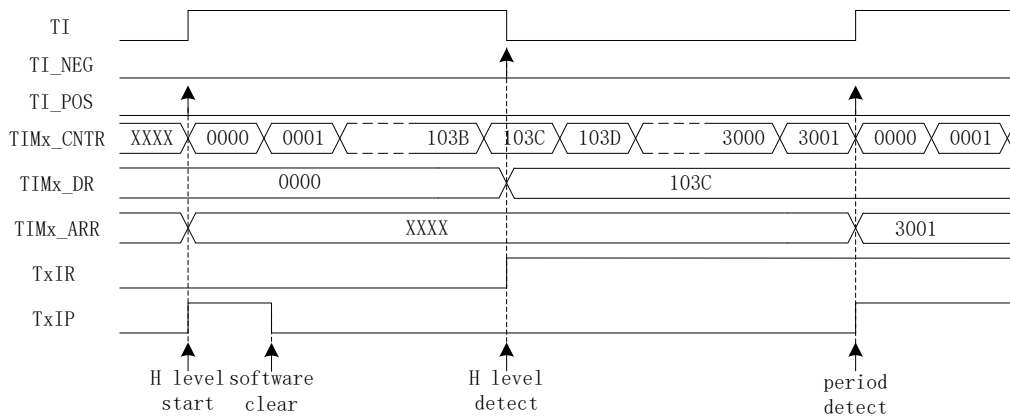 TI
TI_NEG
TI_POS
TIMx_CNTR XXXX 0000 0001 103B 103C 103D 3000 3001 0000 0001
TIMx_DR 0000 103C
TIMx_ARR XXXX 3001
TxIR
TxIP
H level start
software clear
H level detect
period detect